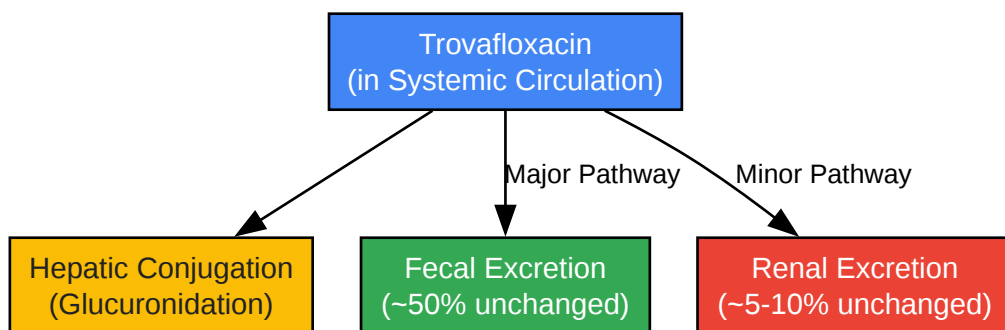 Trovafloxacin
(in Systemic Circulation)
Major Pathway
Minor Pathway
Hepatic Conjugation
(Glucuronidation)
Fecal Excretion
(~50% unchanged)
Renal Excretion
(~5-10% unchanged)